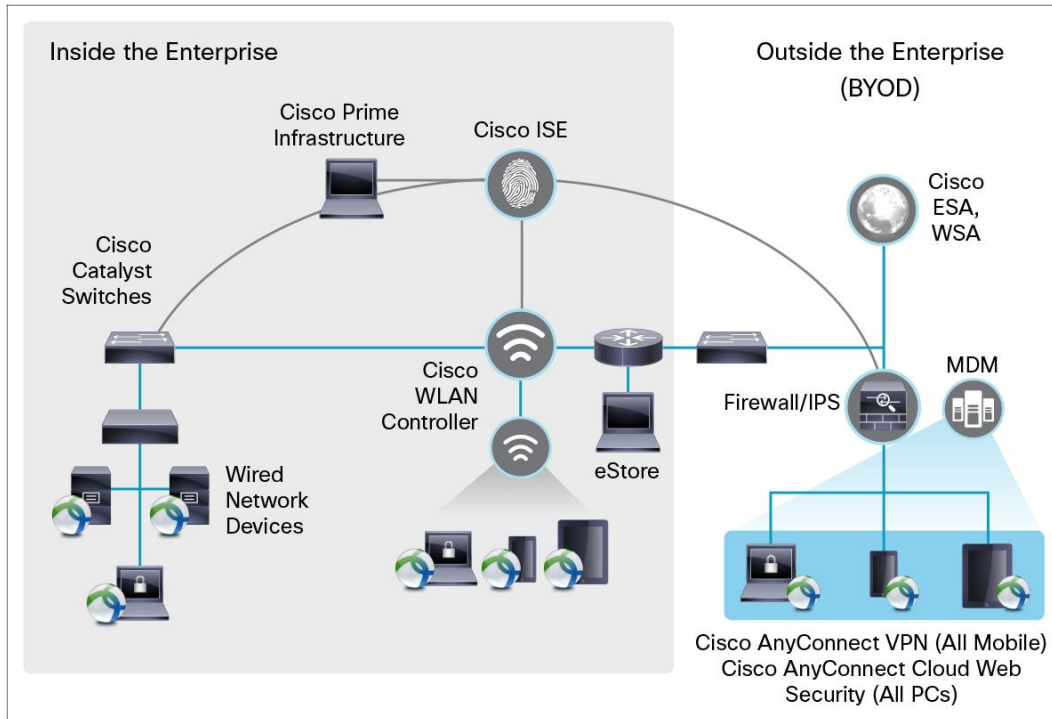 Inside the Enterprise
Outside the Enterprise
(BYOD)
Cisco Prime
Infrastructure
Cisco ISE
Cisco
ESA,
WSA
Cisco
Catalyst
Switches
Cisco
WLAN
Controller
eStore
Firewall/IPS
MDM
Wired
Network
Devices
Cisco AnyConnect VPN (All Mobile)
Cisco AnyConnect Cloud Web
Security (All PCs)